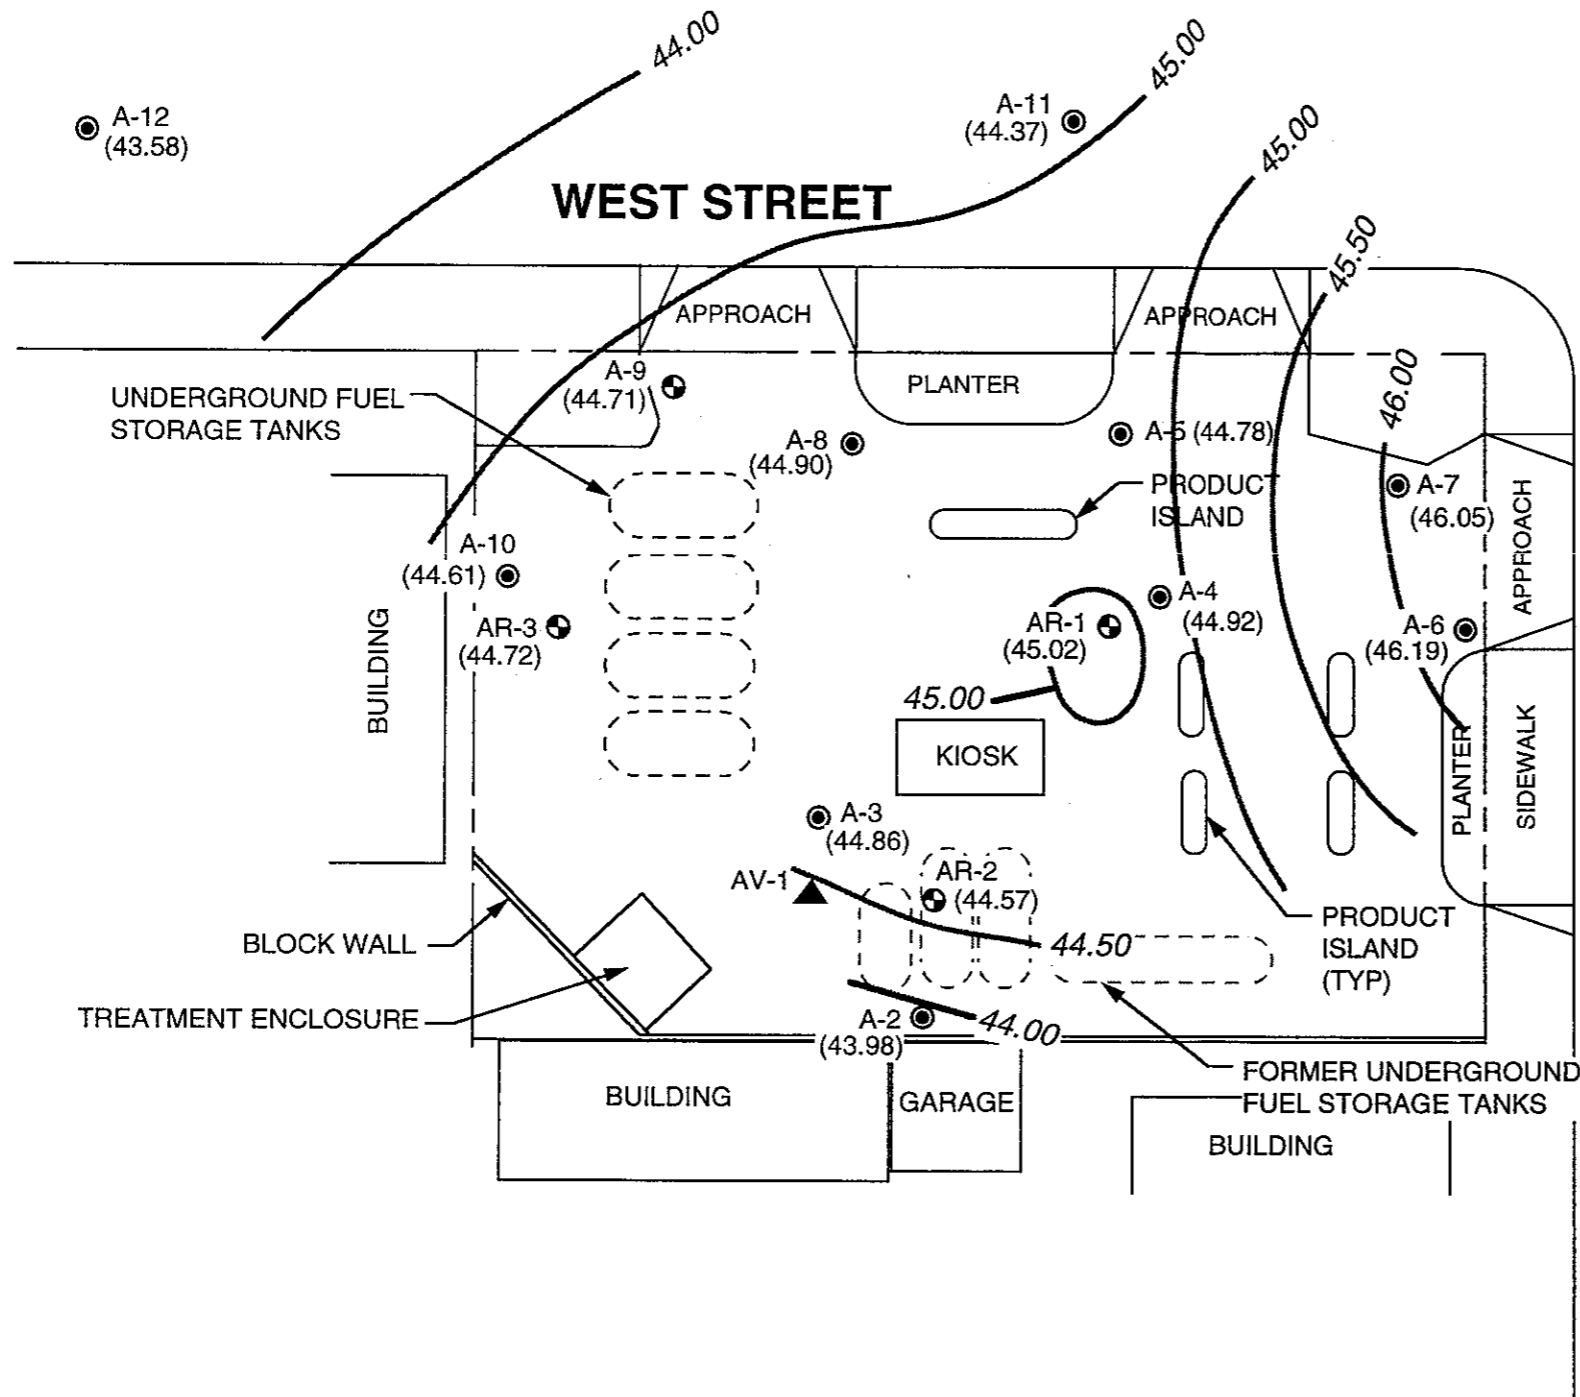 44.00
45.00
A-12
(43.58)
A-11
(44.37)
45.00
WEST STREET
45.50
APPROACH
APPROACH
A-9
(44.71)
PLANTER
46.00
UNDERGROUND FUEL
STORAGE TANKS
A-8
(44.90)
A-5 (44.78)
PRODUCT
ISLAND
A-7
(46.05)
APPROACH
A-10
(44.61)
AR-3
(44.72)
BUILDING
AR-1
(45.02)
A-4
(44.92)
A-6
(46.19)
45.00
KIOSK
PLANTER
SIDEWALK
A-3
(44.86)
AV-1
AR-2
(44.57)
44.50
PRODUCT
ISLAND
(TYP)
BLOCK WALL
TREATMENT ENCLOSURE
A-2
(43.98)
44.00
FORMER UNDERGROUND
FUEL STORAGE TANKS
BUILDING
GARAGE
BUILDING